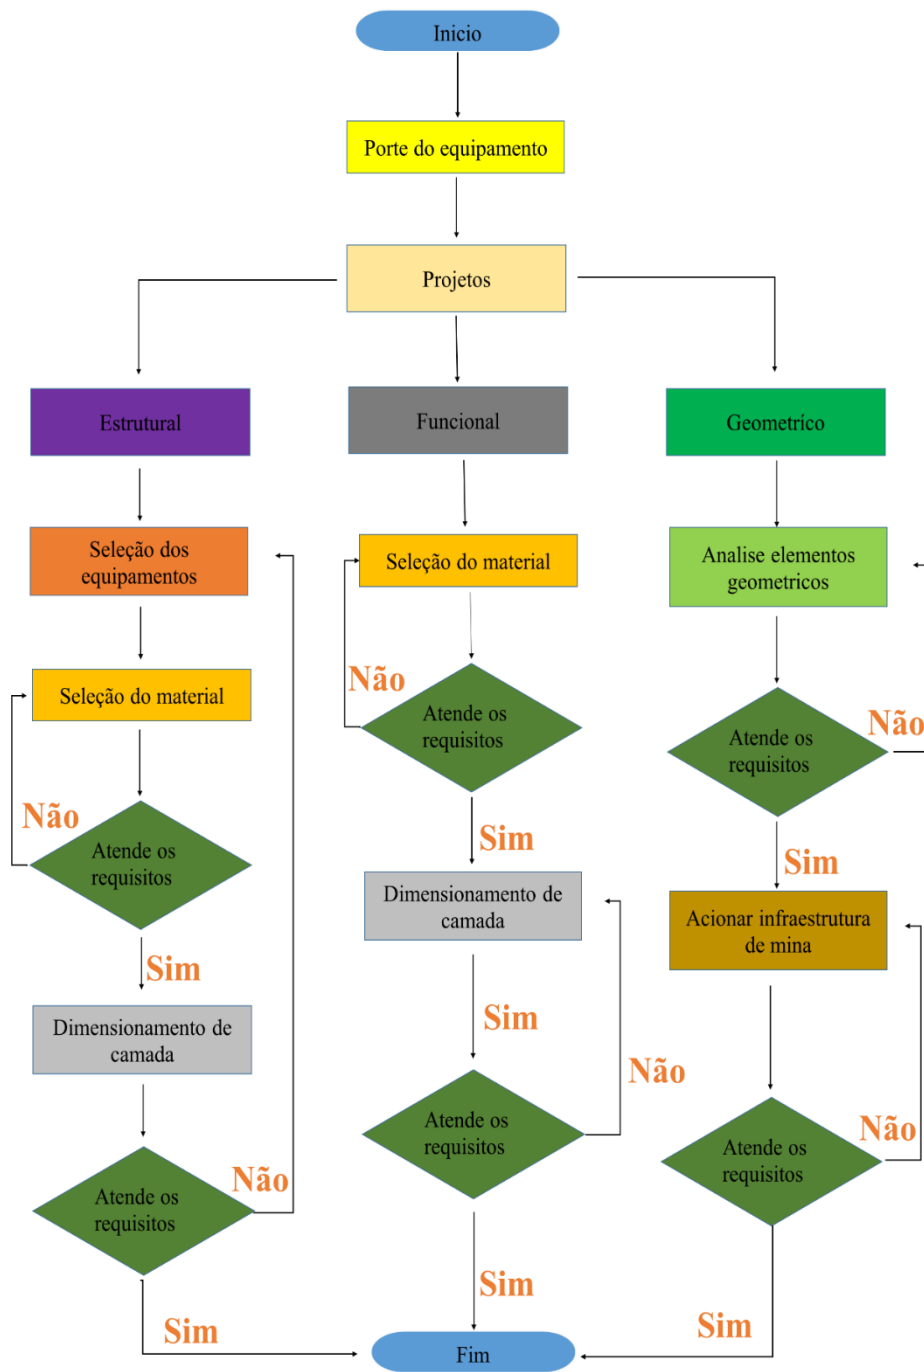 Inicio
Porte do equipamento
Projetos
Estrutural
Funcional
Geometríco
Seleção dos
equipamentos
Seleção do material
Analise elementos
geometricos
Seleção do material
Não
Atende os
requisitos
Não
Atende os
requisitos
Não
Atende os
requisitos
Sim
Sim
Sim
Dimensionamento de
camada
Dimensionamento de
camada
Acionar infraestrutura
de mina
Sim
Não
Atende os
requisitos
Não
Atende os
requisitos
Não
Atende os
requisitos
Sim
Sim
Sim
Fim